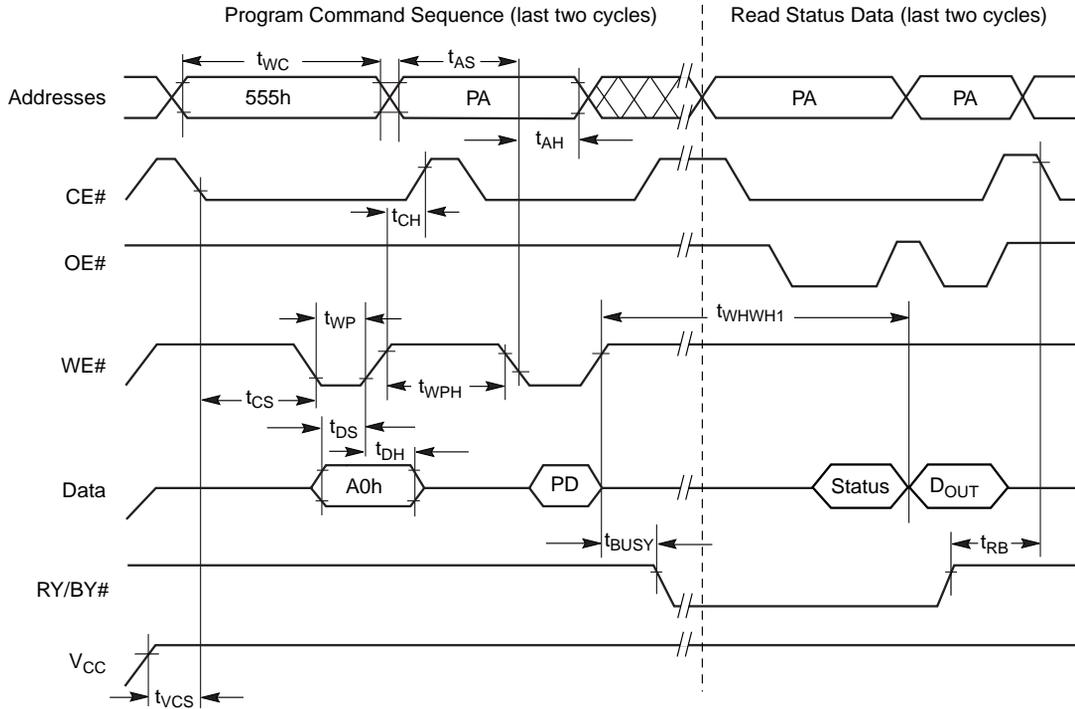 Program Command Sequence (last two cycles)
Read Status Data (last two cycles)
tWC
tAS
Addresses
555h
PA
PA
PA
tAH
CE#
tCH
OE#
tWP
tWHWH1
WE#
tCS
tWPH
tDS
tDH
Data
A0h
PD
Status
DOUT
tBUSY
tRB
RY/BY#
VCC
tVCS